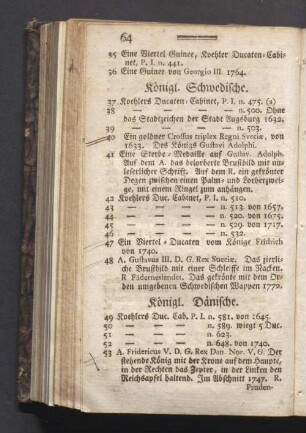 64
35 Eine Viertel Guinee, Koehler Ducaten-Cabi-
net, P. I. n. 441.
36 Eine Guinee von Georgio III. 1764.
Königl. Schwedische.
37 Koehlers Ducaten-Cabinet, P. I. n. 475. (a)
38 — — — n. 500. Ohne
das Stadtzeichen der Stadt Augsburg 1632.
39 — — — n. 503.
40 Ein goldner Crossus triplex Regni Sveciæ, von
1633. Des Königs Gustavi Adolphi.
41 Eine Sterbe-Medaille auf Gustav. Adolph.
Auf dem A. das belorberte Brustbild mit un-
leserlicher Schrift. Auf dem R. ein gekrönter
Degen zwischen einen Palm- und Lorberzwei-
ge, mit einem Ringel zum anhängen.
42 Koehlers Duc. Cabinet, P. I. n. 510.
43 — — — n. 513. von 1657.
44 — — — n. 520. von 1675.
45 — — — n. 529. von 1717.
46 — — — n. 532.
47 Ein Viertel-Ducaten vom Könige Fridrich
von 1740.
48 A. Gustavus III. D. G. Rex Sueciæ. Das zierli-
che Brustbild mit einer Schleiffe im Nacken.
R. Fädernestandet. Das gekrönte mit dem Or-
den umgebenen Schwedischen Wappen 1772.
Königl. Dänische.
49 Koehlers Duc. Cab. P. I. n. 581. von 1645.
50 — — — n. 589. wiegt 5 Duc.
51 — — — n. 623.
52 — — — n. 648. von 1740.
53 A. Fridericus V. D. G. Rex Dan. Nor. V. G. Der
stehende König mit der Krone auf dem Haupte,
in der Rechten das Zepter, in der Linken den
Reichsapfel haltend. Im Abschnitt 1747. R.
Pruden-